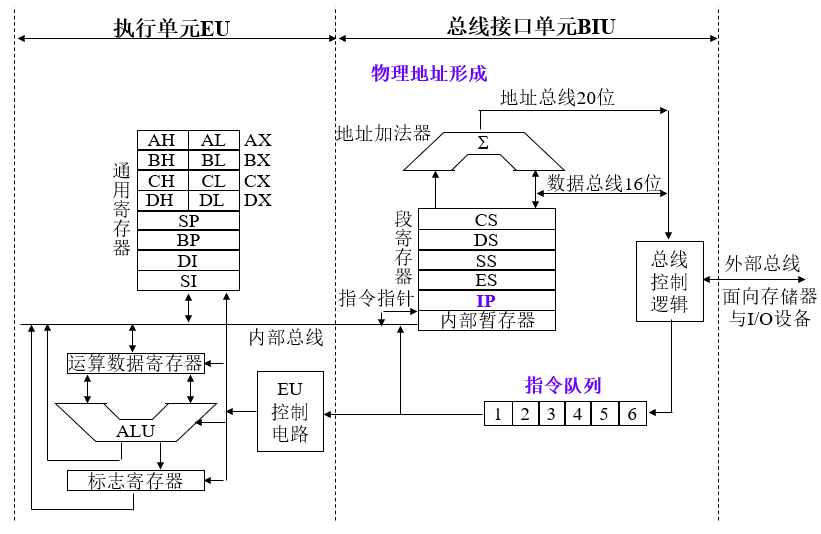 执行单元EU
总线接口单元BIU
物理地址形成
地址总线20位
地址加法器
Σ
数据总线16位
通用寄存器
AH AL AX
BH BL BX
CH CL CX
DH DL DX
SP
BP
DI
SI
段寄存器
CS
DS
SS
ES
IP
指令指针
内部暂存器
总线
控制
逻辑
外部总线
面向存储器
与I/O设备
内部总线
运算数据寄存器
ALU
标志寄存器
EU
控制
电路
指令队列
1 2 3 4 5 6